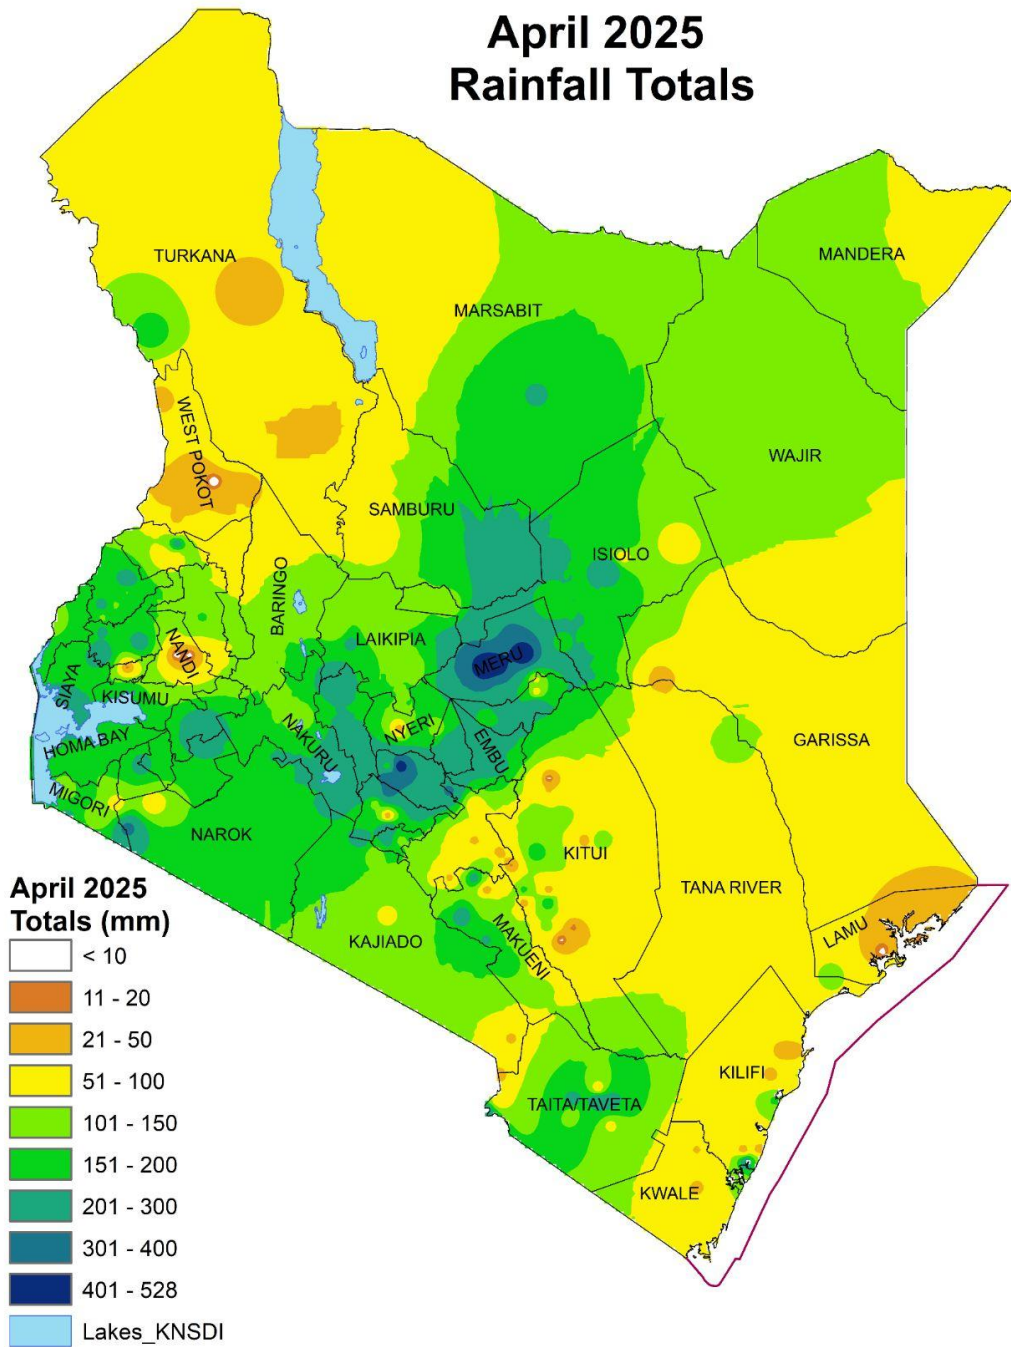 April 2025
Rainfall Totals
TURKANA
MANDERA
MARSABIT
WEST POKOT
WAJIR
SAMBURU
ISIOLO
BARINGO
LAIKIPIA
NANDI
MERU
SIAYA
KISUMU
NYERI
EMBU
NAKURU
HOMA BAY
GARISSA
MIGORI
NAROK
KITUI
TANA RIVER
LAMU
KAJIADO
MAKUENI
KILIFI
TAITA/TAVETA
KWALE
April 2025
Totals (mm)
< 10
11 - 20
21 - 50
51 - 100
101 - 150
151 - 200
201 - 300
301 - 400
401 - 528
Lakes_KNSDI